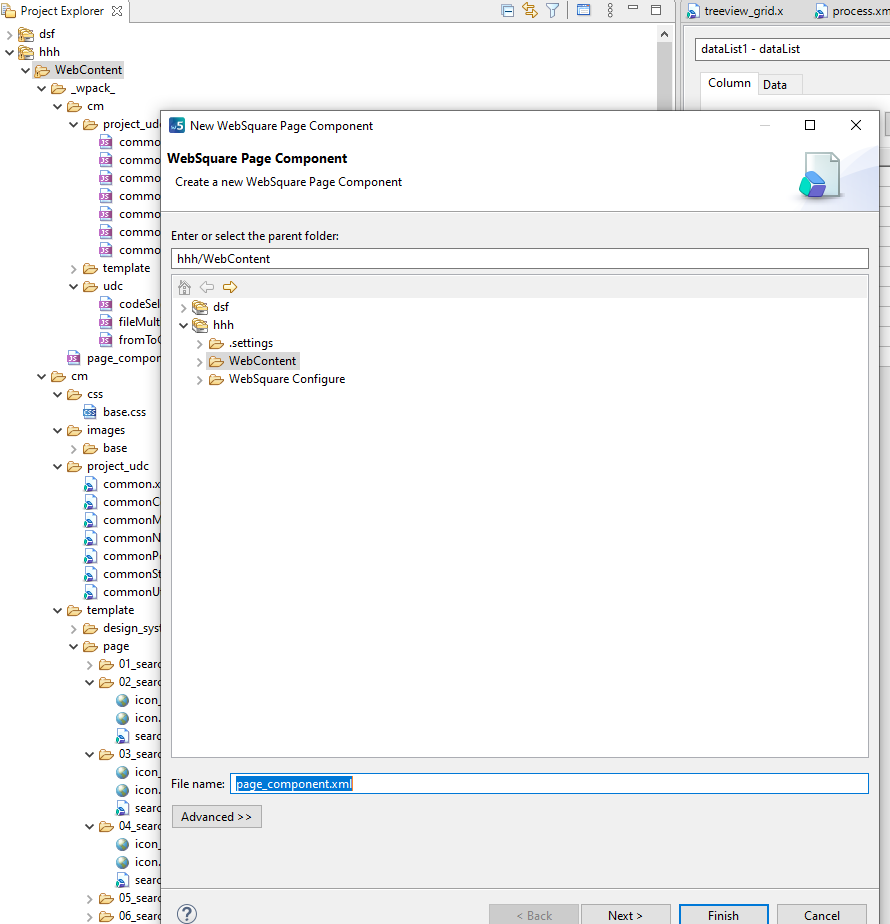 Project Explorer
treeview_grid.x
process.xm
dsf
hhh
WebContent
_wpack_
cm
project_ud
commo
commo
commo
commo
commo
commo
commo
template
udc
codeSel
fileMult
fromTo
page_compor
cm
css
base.css
images
base
project_udc
common.x
commonC
commonM
commonN
commonP
commonSt
commonU
template
design_syst
page
01_searc
02_searc
icon_
icon.
searc
03_searc
icon_
icon.
searc
04_searc
icon_
icon.
searc
05_searc
06_searc
dataList1 - dataList
Column
Data
New WebSquare Page Component
WebSquare Page Component
Create a new WebSquare Page Component
Enter or select the parent folder:
hhh/WebContent
dsf
hhh
.settings
WebContent
WebSquare Configure
File name: page_component.xml
Advanced >>
< Back
Next >
Finish
Cancel